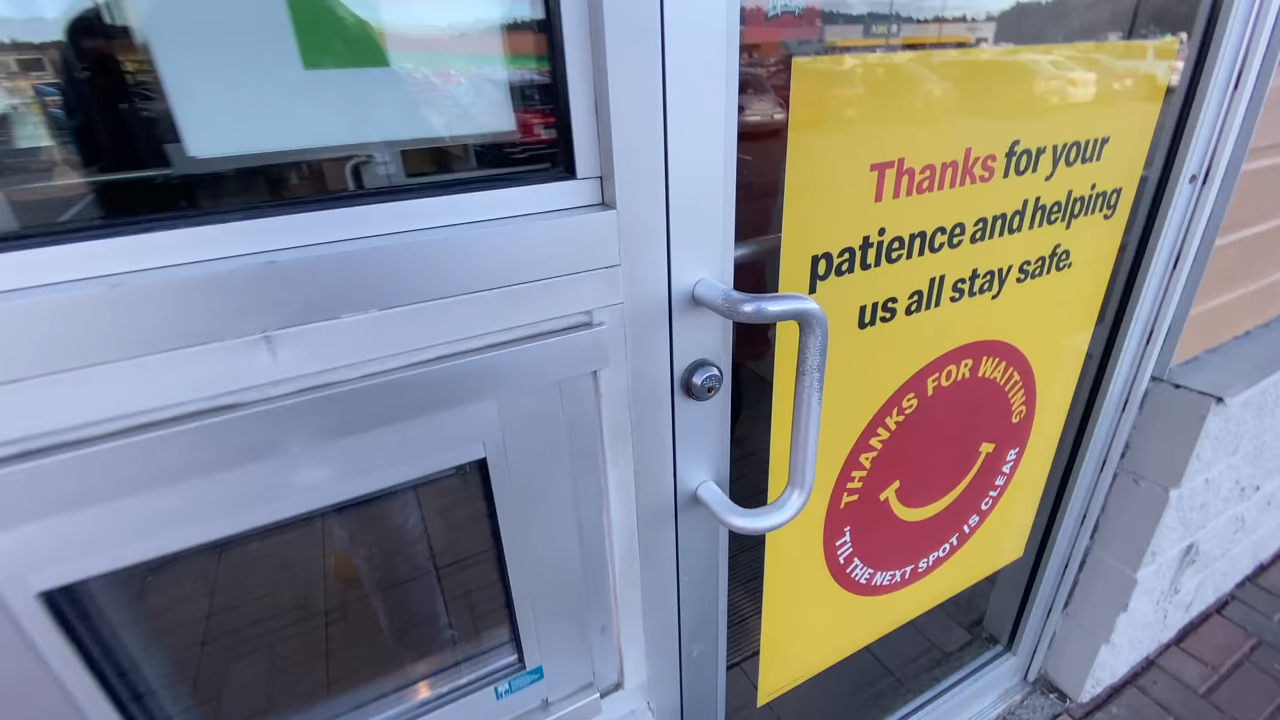 Thanks for your
patience and helping
us all stay safe.
THANKS FOR WAITING
'TIL THE NEXT SPOT IS CLEAR